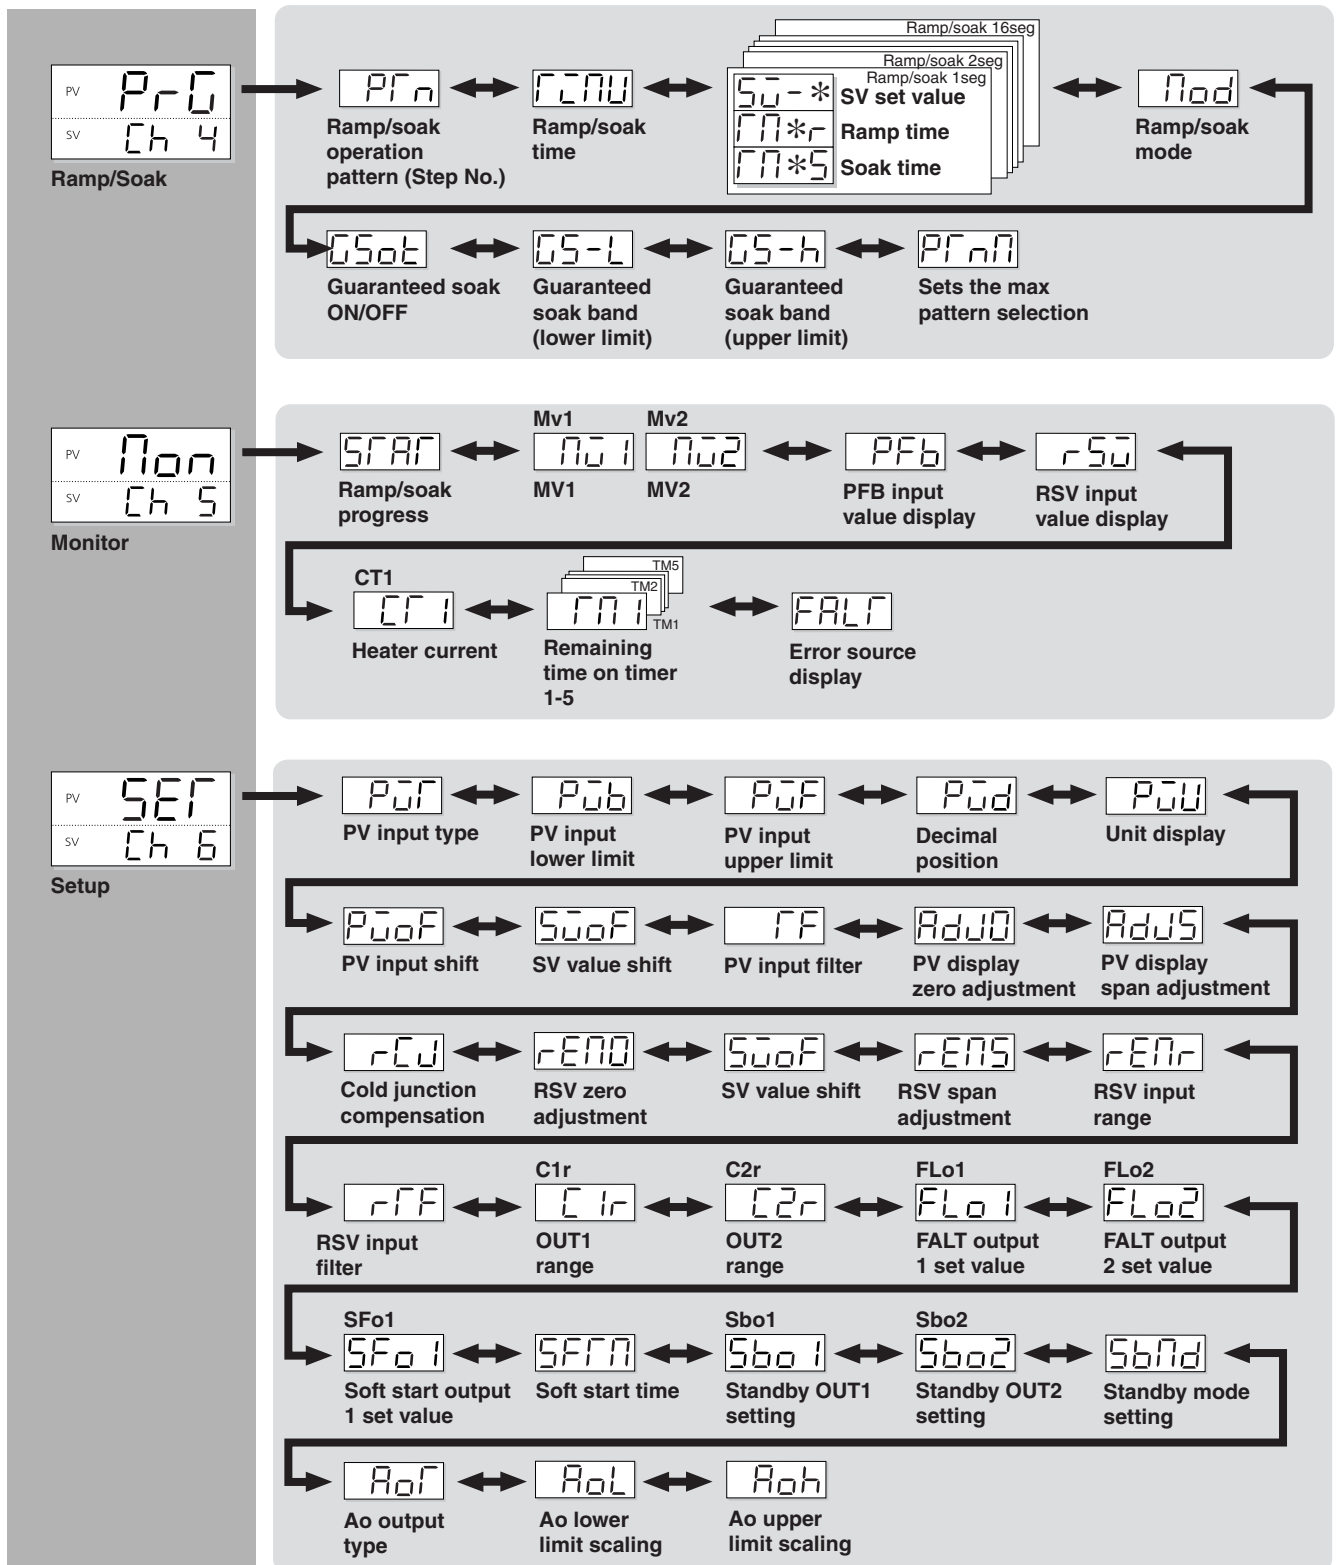 PV PrG
SV Ch 4
Ramp/Soak
PTn
Ramp/soak
operation
pattern (Step No.)
TiMU
Ramp/soak
time
Ramp/soak 16seg
Ramp/soak 2seg
Ramp/soak 1seg
Sv-* SV set value
TM*r Ramp time
TM*S Soak time
Mod
Ramp/soak
mode
GSot
Guaranteed soak
ON/OFF
GS-L
Guaranteed
soak band
(lower limit)
GS-h
Guaranteed
soak band
(upper limit)
PTnM
Sets the max
pattern selection
PV Mon
SV Ch 5
Monitor
STAT
Ramp/soak
progress
Mv1
Mv1
MV1
Mv2
Mv2
MV2
PFb
PFB input
value display
rSv
RSV input
value display
CT1
CT1
Heater current
TM5
TM2
TM1
TM1
Remaining
time on timer
1-5
FALT
Error source
display
PV SET
SV Ch 6
Setup
PvT
PV input type
Pvb
PV input
lower limit
PvF
PV input
upper limit
Pvd
Decimal
position
PvU
Unit display
PvoF
PV input shift
SvoF
SV value shift
TF
PV input filter
AdJ0
PV display
zero adjustment
AdJS
PV display
span adjustment
rCJ
Cold junction
compensation
rEM0
RSV zero
adjustment
SvoF
SV value shift
rEMS
RSV span
adjustment
rEMr
RSV input
range
rTF
RSV input
filter
C1r
C1r
OUT1
range
C2r
C2r
OUT2
range
FLo1
FLo1
FALT output
1 set value
FLo2
FLo2
FALT output
2 set value
SFo1
SFo1
Soft start output
1 set value
SFTM
Soft start time
Sbo1
Sbo1
Standby OUT1
setting
Sbo2
Sbo2
Standby OUT2
setting
SbMd
Standby mode
setting
AoT
Ao output
type
AoL
Ao lower
limit scaling
Aoh
Ao upper
limit scaling